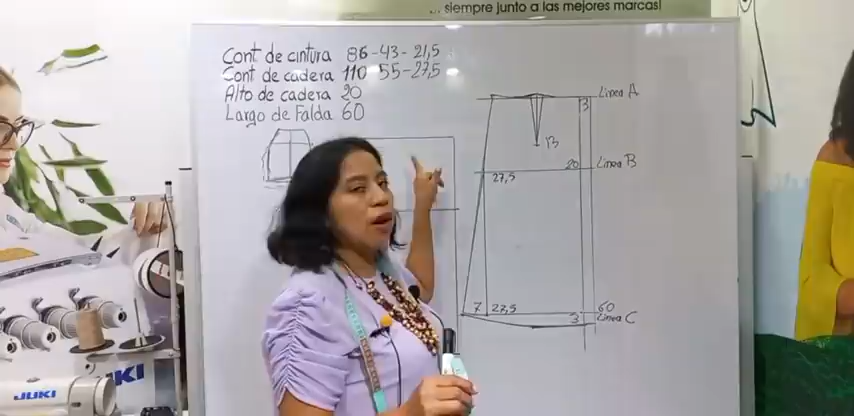 ... siempre junto a las mejores marcas!
Cont de cintura 86-43-21,5
Cont de cadera 110 55-27,5
Alto de cadera 20
Largo de Falda 60
3 Linea A
13
20 Linea B
27,5
7 27,5
3
60
Linea C
JUKI
JUKI